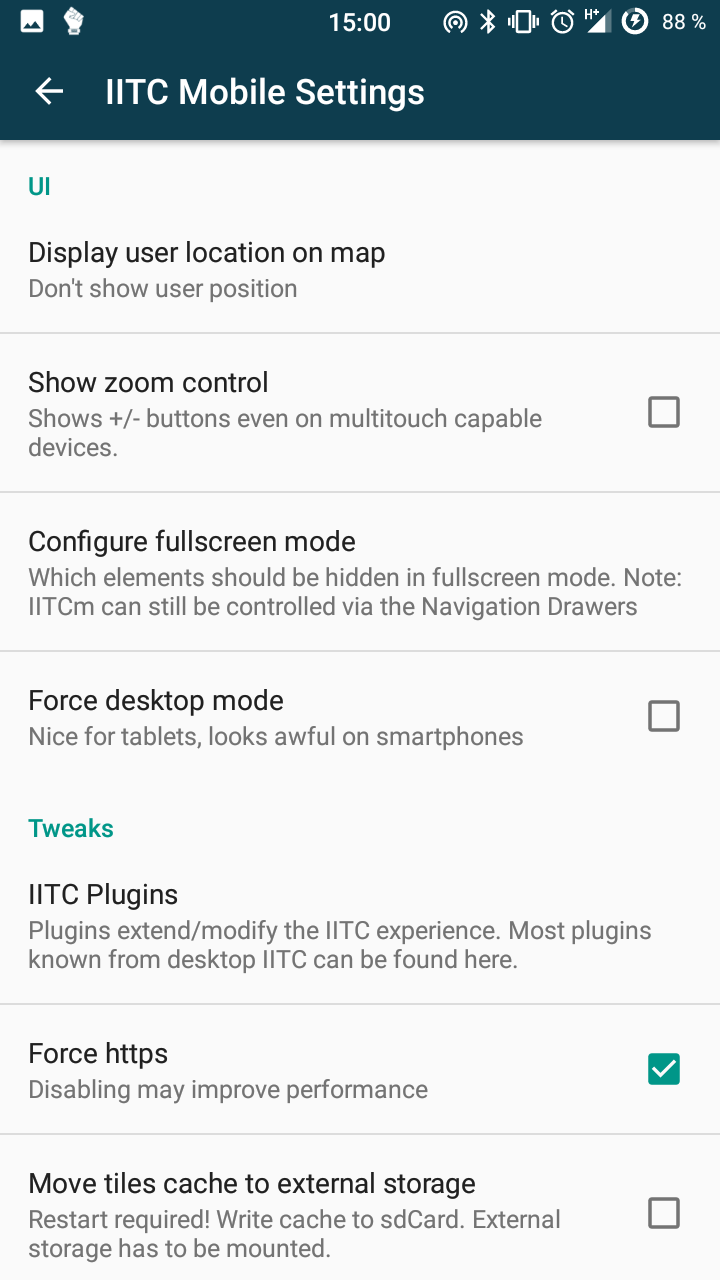 15:00
H+
88 %
IITC Mobile Settings
UI
Display user location on map
Don't show user position
Show zoom control
Shows +/- buttons even on multitouch capable
devices.
Configure fullscreen mode
Which elements should be hidden in fullscreen mode. Note:
IITCm can still be controlled via the Navigation Drawers
Force desktop mode
Nice for tablets, looks awful on smartphones
Tweaks
IITC Plugins
Plugins extend/modify the IITC experience. Most plugins
known from desktop IITC can be found here.
Force https
Disabling may improve performance
Move tiles cache to external storage
Restart required! Write cache to sdCard. External
storage has to be mounted.